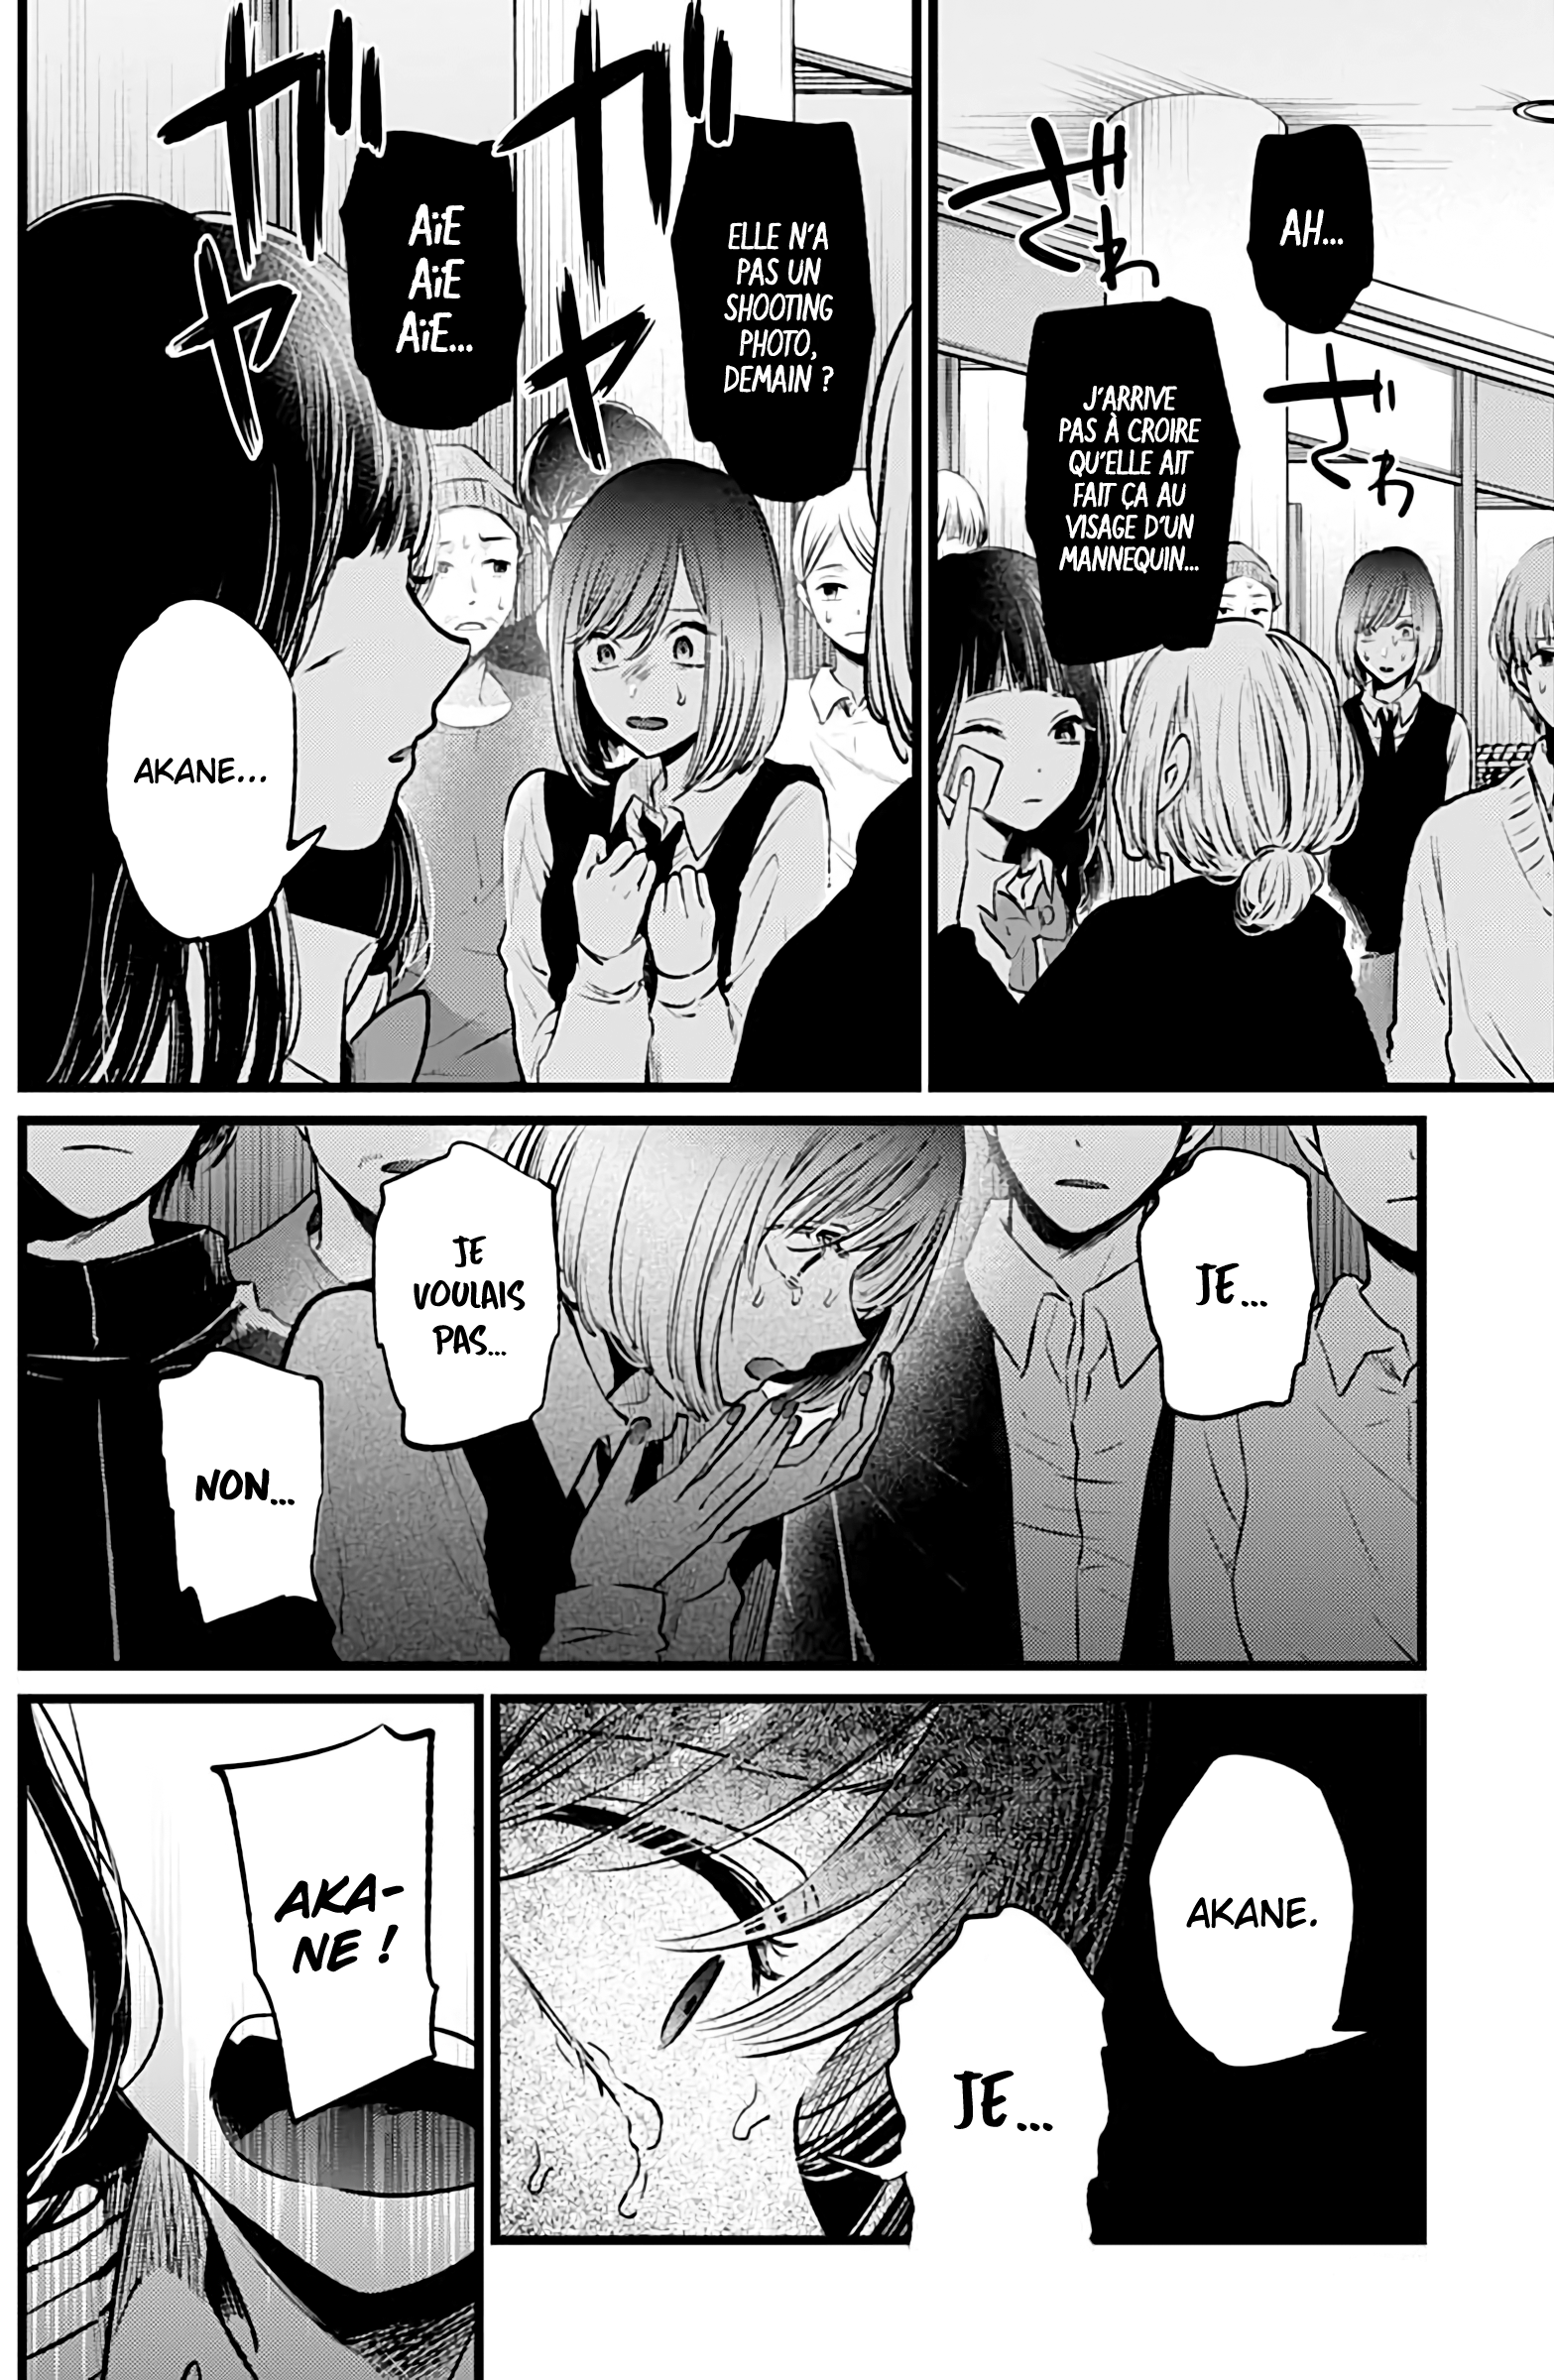 AH...
J'ARRIVE
PAS À CROIRE
QU'ELLE AIT
FAIT ÇA AU
VISAGE D'UN
MANNEQUIN...
ざわ
ざわ
ELLE N'A
PAS UN
SHOOTING
PHOTO,
DEMAIN ?
AïE
AïE
AïE...
ザヤ
ザヤ
AKANE...
JE...
JE
VOULAIS
PAS...
NON...
AKANE.
JE...
AKA-
NE !